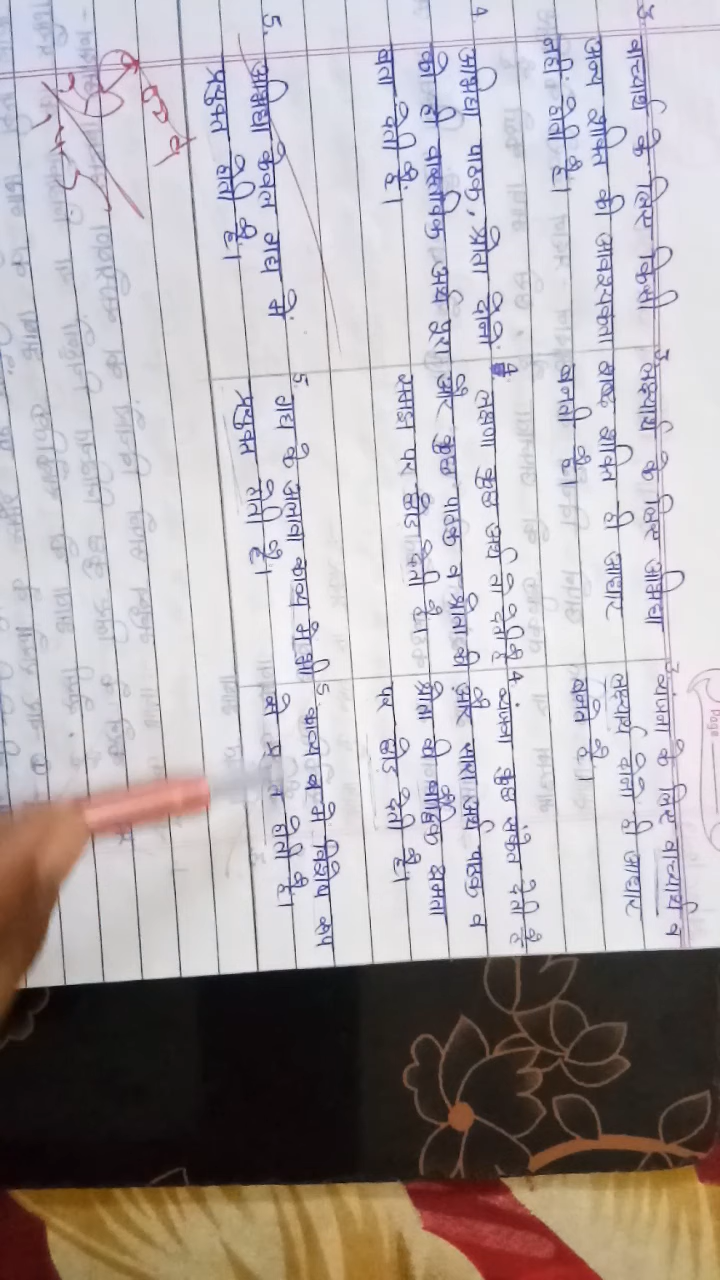 Page
3 वाच्यार्थ के लिए किसी
अन्य शक्ति की आवश्यकता
नहीं होती है।
3 लक्ष्यार्थ के लिए अभिधा
शब्द शक्ति ही आधार
बनती है।
3 व्यंजना के लिए वाच्यार्थ व
लक्ष्यार्थ दोनो ही आधार
बनते है।
4 अभिधा पाठक, श्रोता दोनो
को ही वास्तविक अर्थ पूरा
बता देती है।
4. लक्षणा कुछ अर्थ तो देती है
और कुछ पाठक व श्रोता की
समझ पर छोड़ देती है।
4 व्यंजना कुछ संकेत देती है
और सारा अर्थ पाठक व
श्रोता की बौद्धिक क्षमता
पर छोड़ देती है।
5. अभिधा केवल गद्य में
प्रयुक्त होती है।
5 गद्य के अलावा काव्य में भी
प्रयुक्त होती है।
5 काव्य व में विशेष रूप
से होती है।